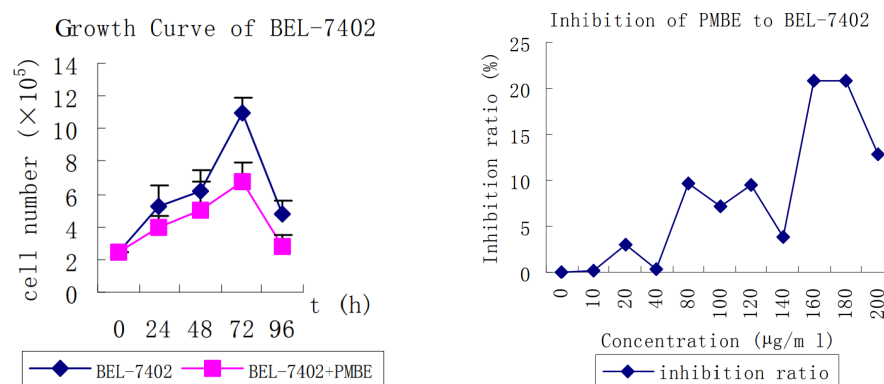 Growth Curve of BEL-7402
cell number (×10⁵)
14
12
10
8
6
4
2
0
0 24 48 72 96
t (h)
BEL-7402 BEL-7402+PMBE
Inhibition of PMBE to BEL-7402
Inhibition ratio (%)
25
20
15
10
5
0
0 10 20 40 80 100 120 140 160 180 200
Concentration (μg/m l)
inhibition ratio